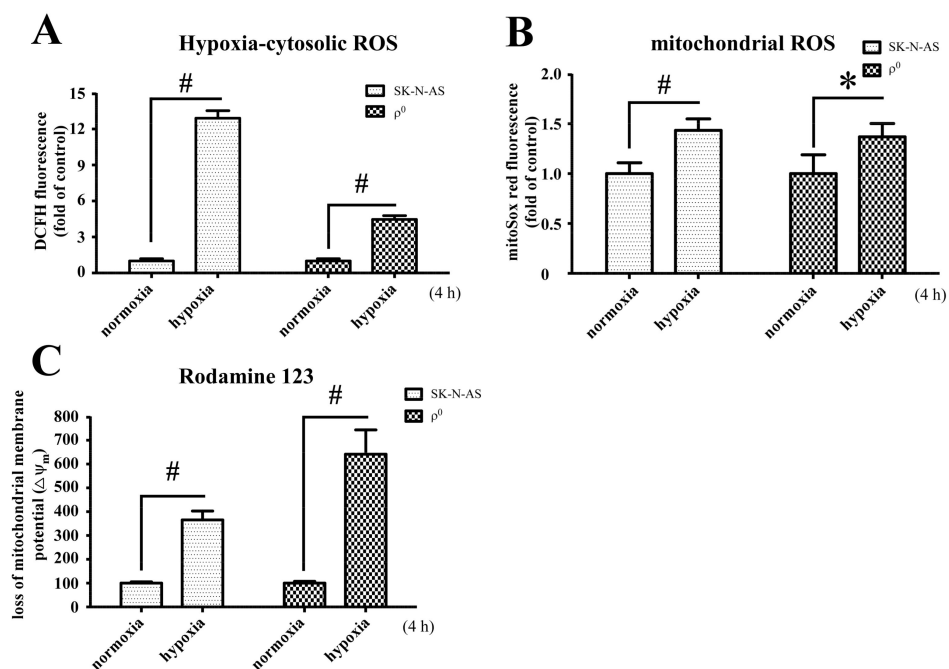 A
Hypoxia-cytosolic ROS
SK-N-AS
ρ⁰
DCFH fluorescence
(fold of control)
15
12
9
6
3
0
#
#
normoxia
hypoxia
normoxia
hypoxia
(4 h)
B
mitochondrial ROS
SK-N-AS
ρ⁰
mitoSox red fluorescence
(fold of control)
2.0
1.5
1.0
0.5
0
#
*
normoxia
hypoxia
normoxia
hypoxia
(4 h)
C
Rodamine 123
SK-N-AS
ρ⁰
loss of mitochondrial membrane
potential (△ψm)
800
700
600
500
400
300
200
100
0
#
#
normoxia
hypoxia
normoxia
hypoxia
(4 h)